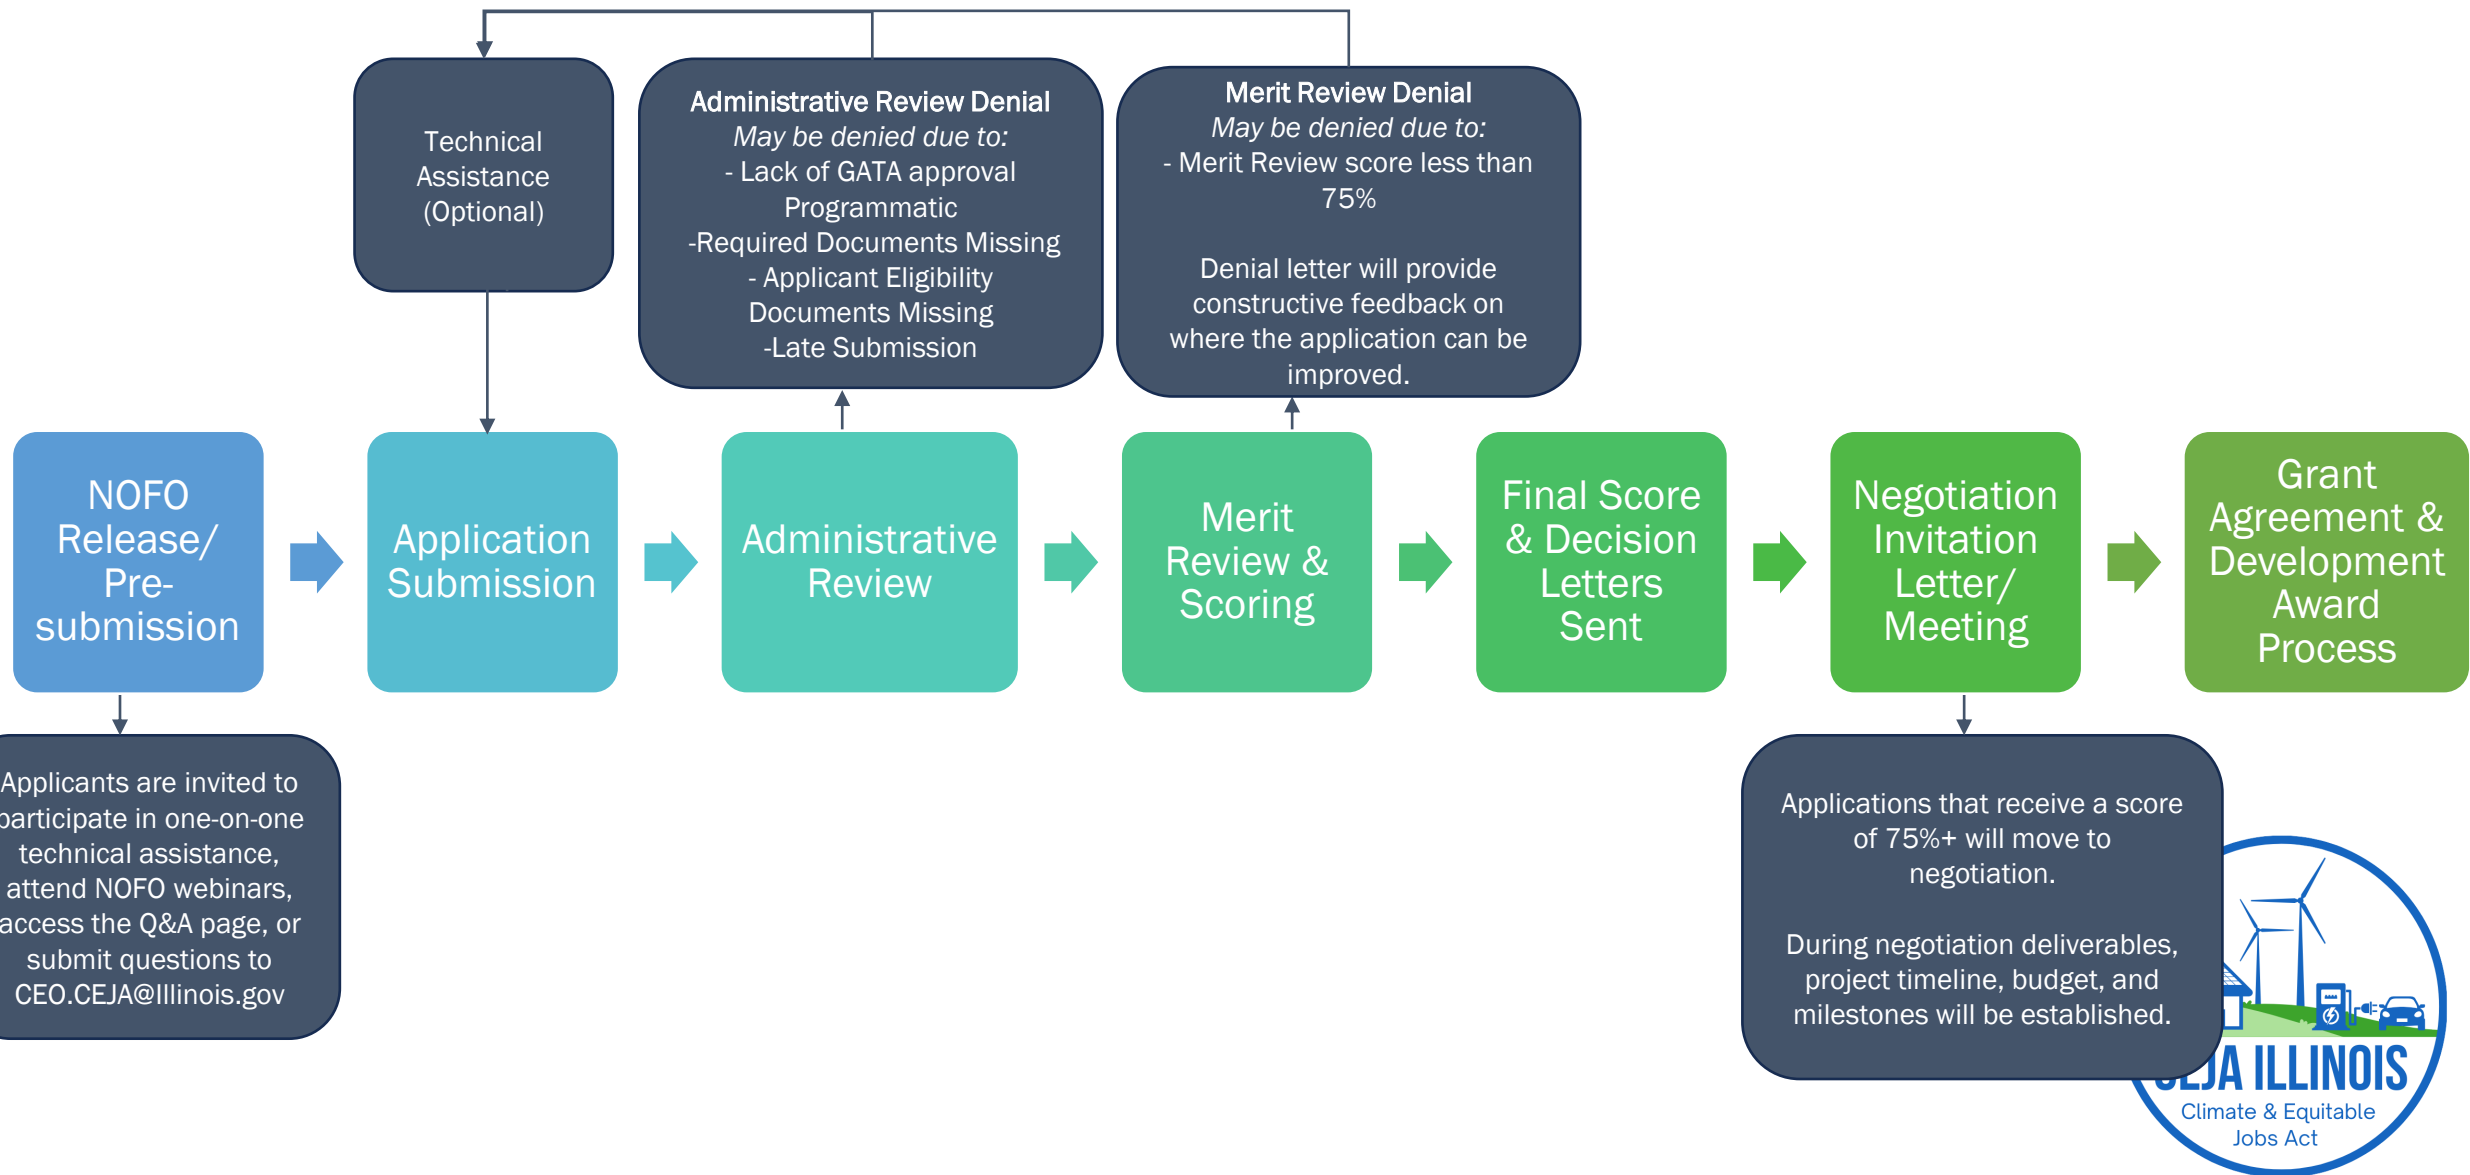 Technical
Assistance
(Optional)
Administrative Review Denial
May be denied due to:
- Lack of GATA approval
Programmatic
-Required Documents Missing
- Applicant Eligibility
Documents Missing
-Late Submission
Merit Review Denial
May be denied due to:
- Merit Review score less than
75%
Denial letter will provide
constructive feedback on
where the application can be
improved.
NOFO
Release/
Pre-
submission
Application
Submission
Administrative
Review
Merit
Review &
Scoring
Final Score
& Decision
Letters
Sent
Negotiation
Invitation
Letter/
Meeting
Grant
Agreement &
Development
Award
Process
Applicants are invited to
participate in one-on-one
technical assistance,
attend NOFO webinars,
access the Q&A page, or
submit questions to
CEO.CEJA@Illinois.gov
Applications that receive a score
of 75%+ will move to
negotiation.
During negotiation deliverables,
project timeline, budget, and
milestones will be established.
CEJA ILLINOIS
Climate & Equitable
Jobs Act